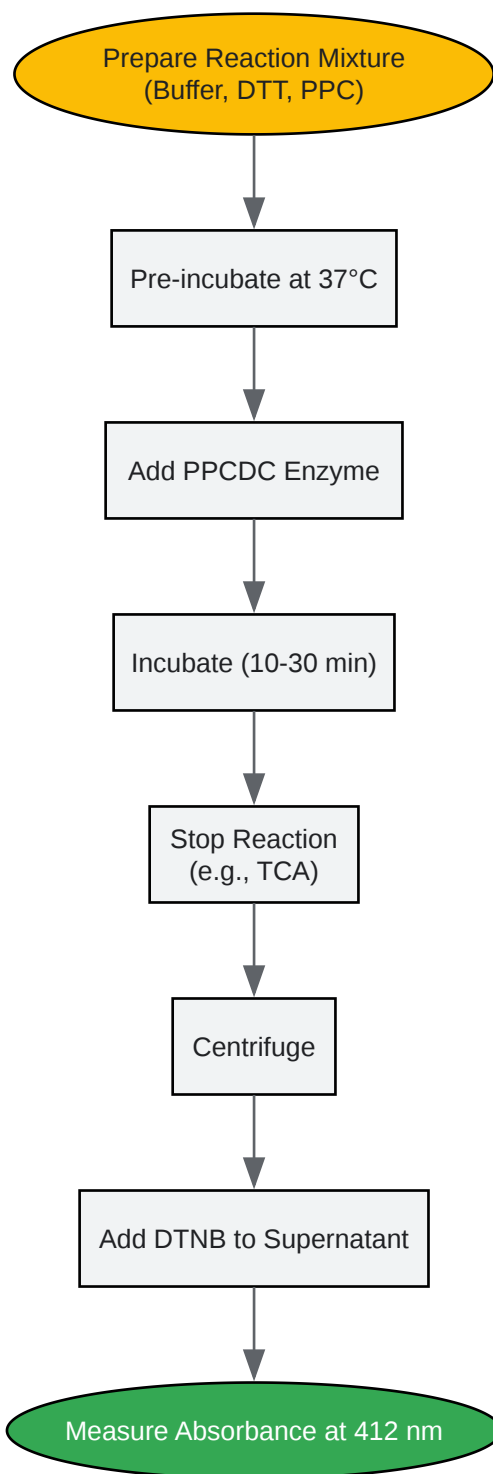 Prepare Reaction Mixture
(Buffer, DTT, PPC)
Pre-incubate at 37°C
Add PPCDC Enzyme
Incubate (10-30 min)
Stop Reaction
(e.g., TCA)
Centrifuge
Add DTNB to Supernatant
Measure Absorbance at 412 nm